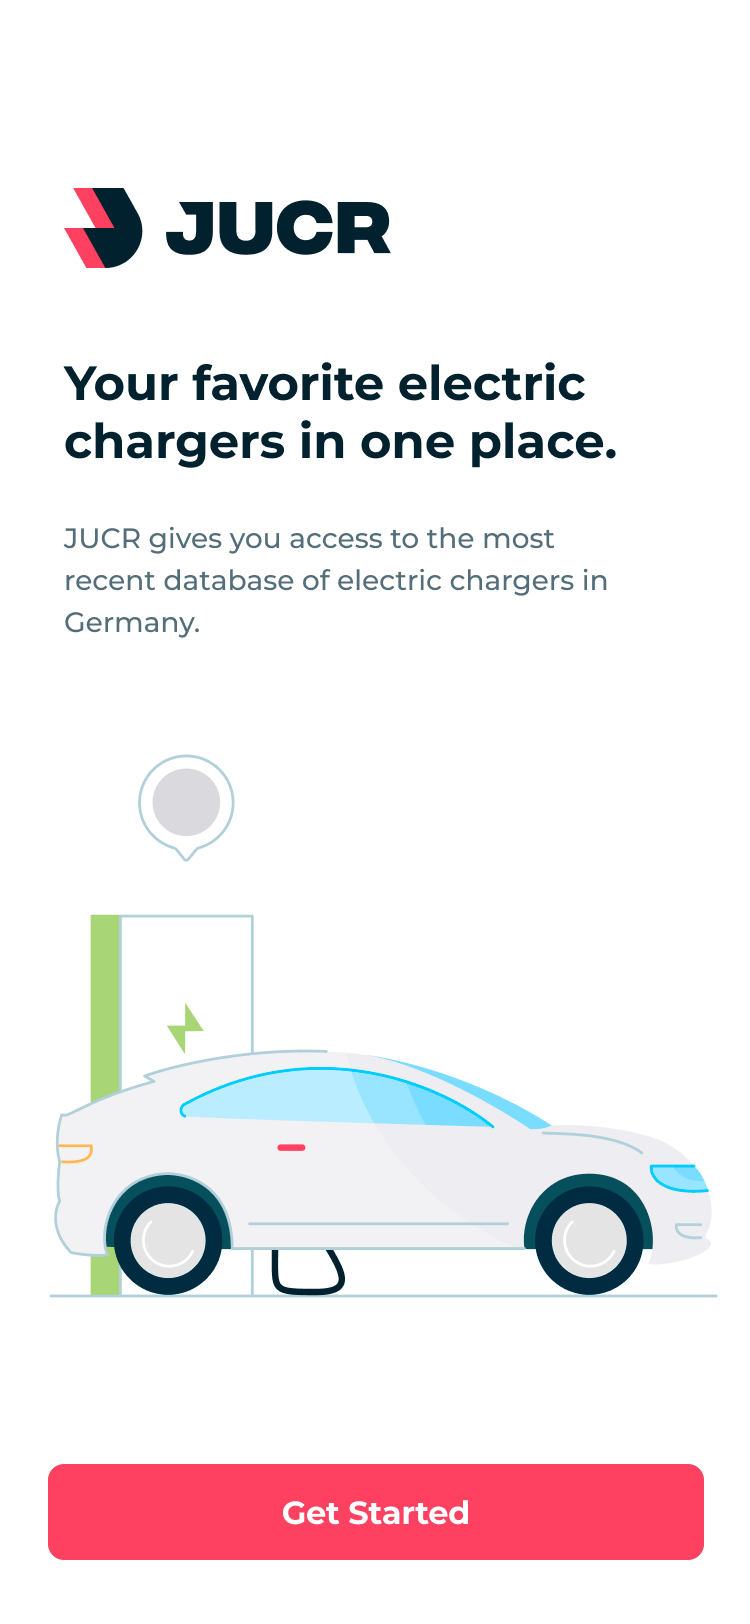 JUCR
Your favorite electric
chargers in one place.
JUCR gives you access to the most
recent database of electric chargers in
Germany.
Get Started